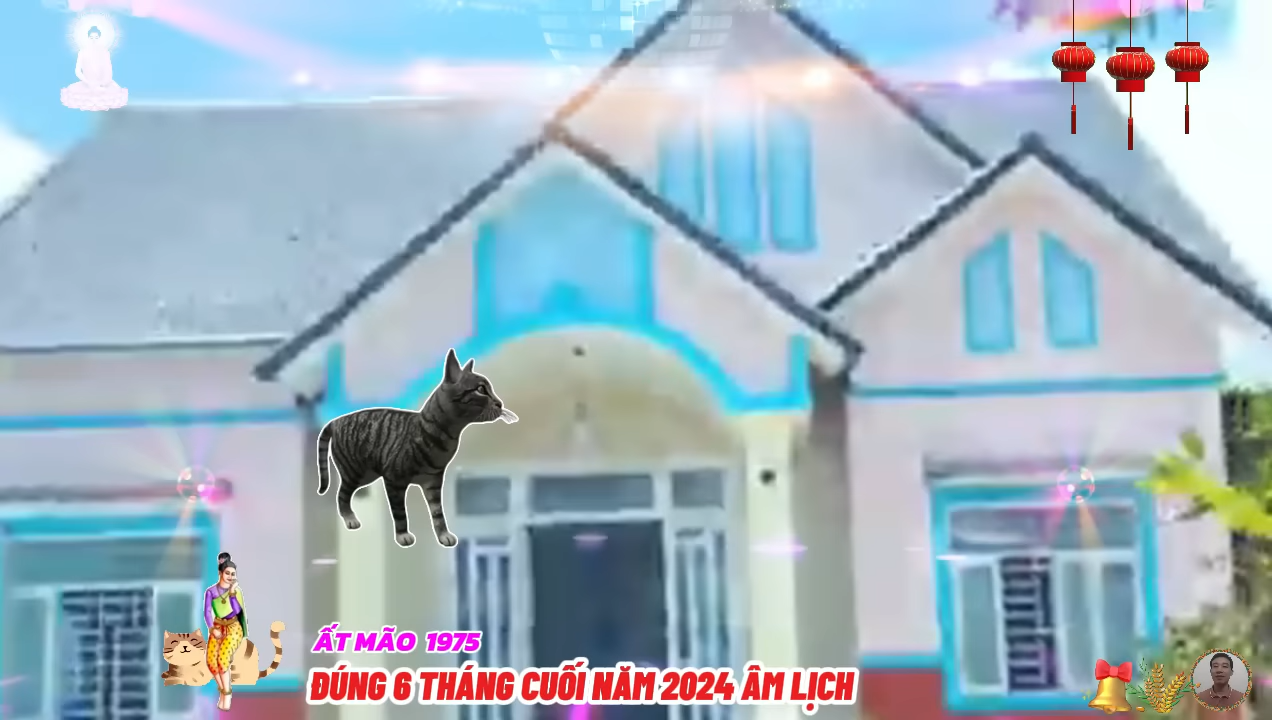 ẤT MÃO 1975
ĐÚNG 6 THÁNG CUỐI NĂM 2024 ÂM LỊCH